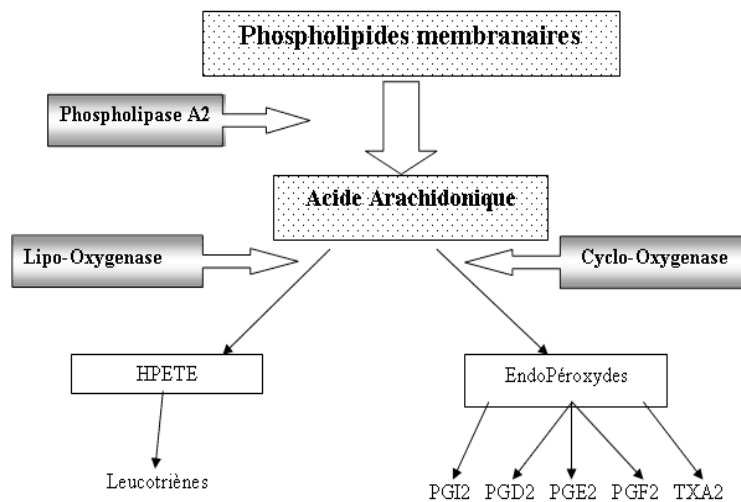 Phospholipides membranaires
Phospholipase A2
Acide Arachidonique
Lipo-Oxygenase
Cyclo-Oxygenase
HPETE
EndoPéroxydes
Leucotriènes
PGI2 PGD2 PGE2 PGF2 TXA2